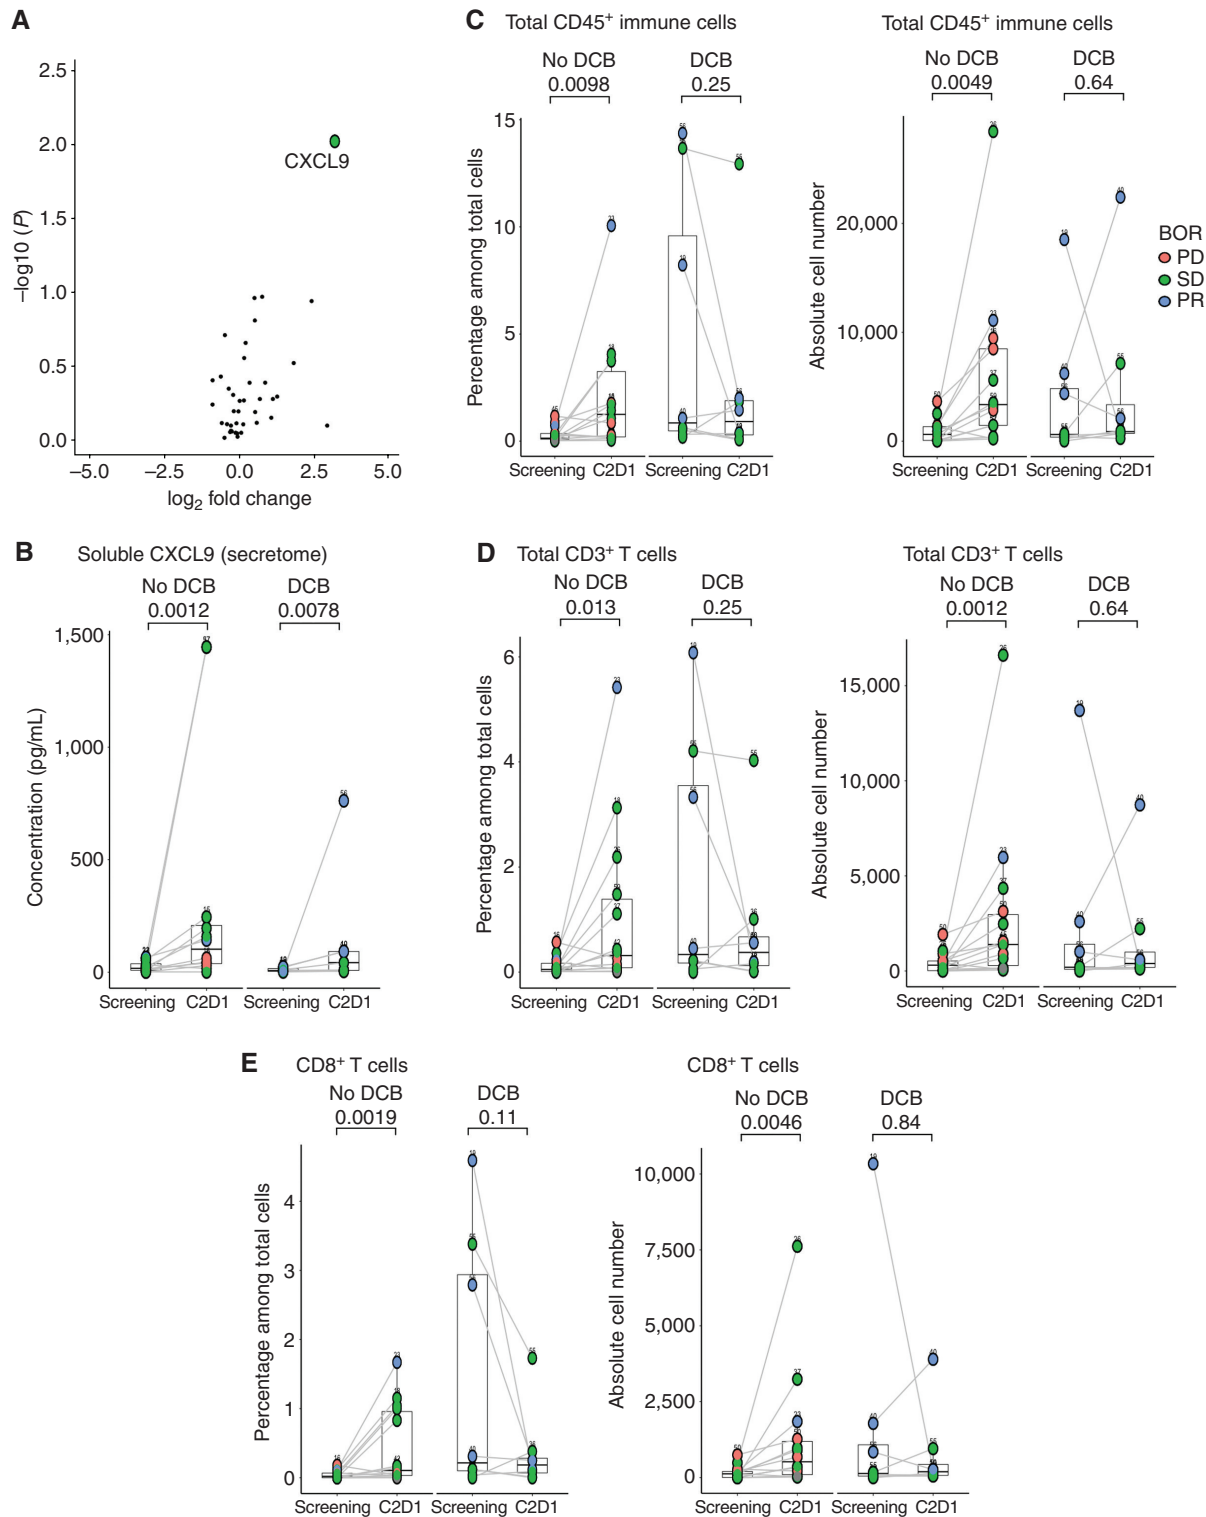 A
2.5
2.0
1.5
1.0
0.5
0.0
−log10 (P)
CXCL9
−5.0 −2.5 0.0 2.5 5.0
log2 fold change
B Soluble CXCL9 (secretome)
No DCB DCB
0.0012 0.0078
1,500
1,000
500
0
Concentration (pg/mL)
Screening C2D1 Screening C2D1
C Total CD45+ immune cells
No DCB DCB
0.0098 0.25
15
10
5
0
Percentage among total cells
Screening C2D1 Screening C2D1
Total CD45+ immune cells
No DCB DCB
0.0049 0.64
20,000
10,000
0
Absolute cell number
Screening C2D1 Screening C2D1
BOR
PD
SD
PR
D Total CD3+ T cells
No DCB DCB
0.013 0.25
6
4
2
0
Percentage among total cells
Screening C2D1 Screening C2D1
Total CD3+ T cells
No DCB DCB
0.0012 0.64
15,000
10,000
5,000
0
Absolute cell number
Screening C2D1 Screening C2D1
E CD8+ T cells
No DCB DCB
0.0019 0.11
4
3
2
1
0
Percentage among total cells
Screening C2D1 Screening C2D1
CD8+ T cells
No DCB DCB
0.0046 0.84
10,000
7,500
5,000
2,500
0
Absolute cell number
Screening C2D1 Screening C2D1